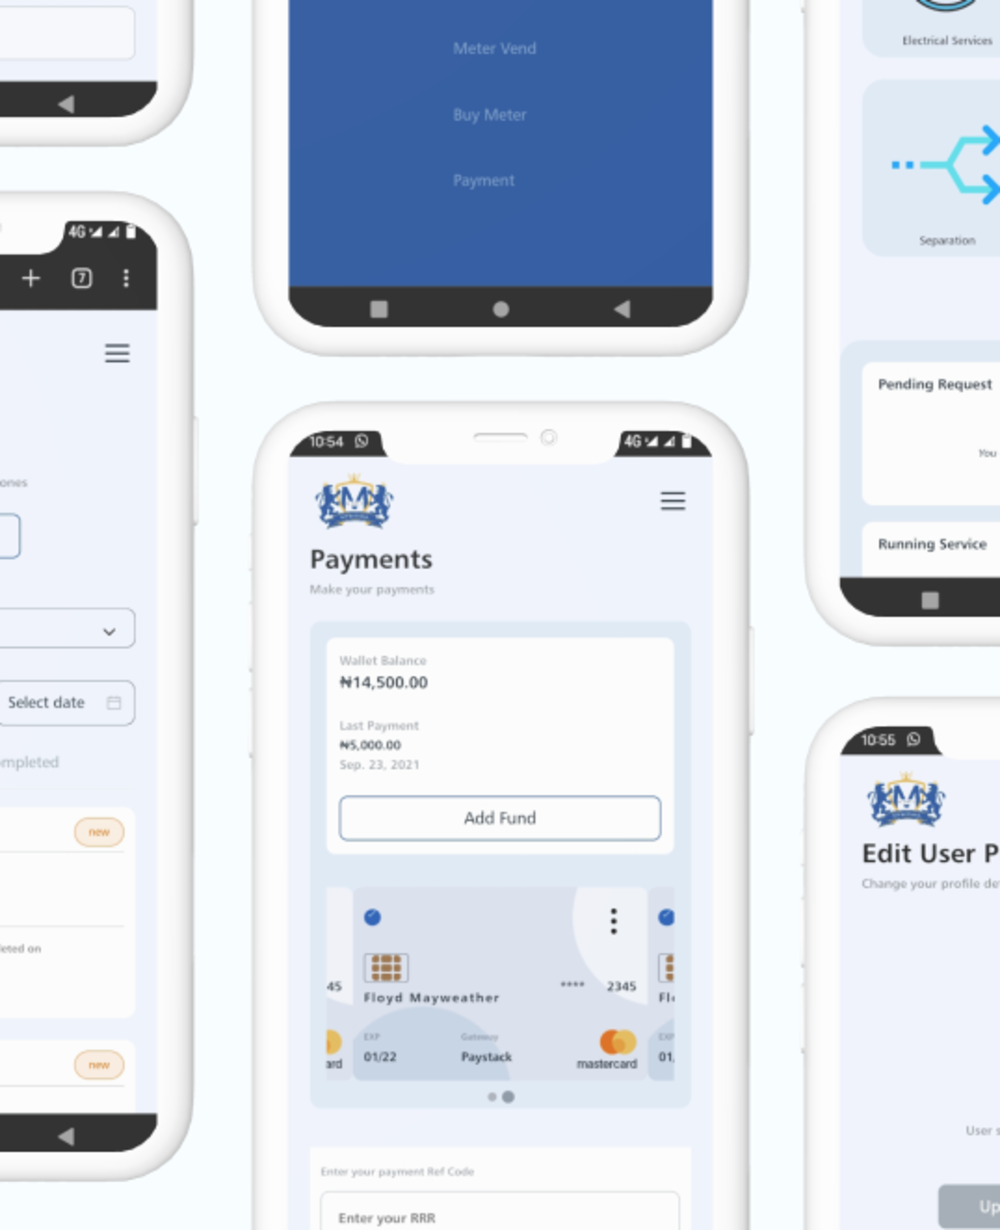 Meter Vend
Buy Meter
Payment
Electrical Services
Separation
Pending Request
You
Running Service
4G
7
ones
Select date
mpleted
new
leted on
new
10:54
4G
Payments
Make your payments
Wallet Balance
₦14,500.00
Last Payment
₦5,000.00
Sep. 23, 2021
Add Fund
45
ard
Floyd Mayweather
**** 2345
EXP
01/22
Gateway
Paystack
mastercard
Flo
EXP
01/
Enter your payment Ref Code
Enter your RRR
10:55
Edit User P
Change your profile de
User s
Up